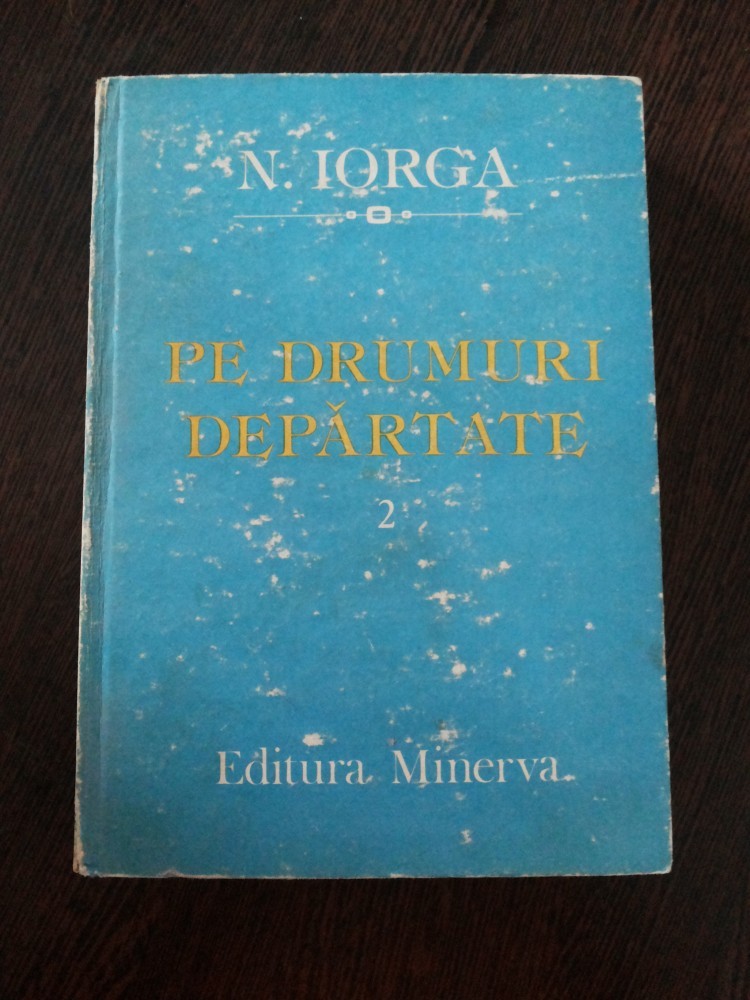 N. IORGA
PE DRUMURI
DEPĂRTATE
2
Editura Minerva